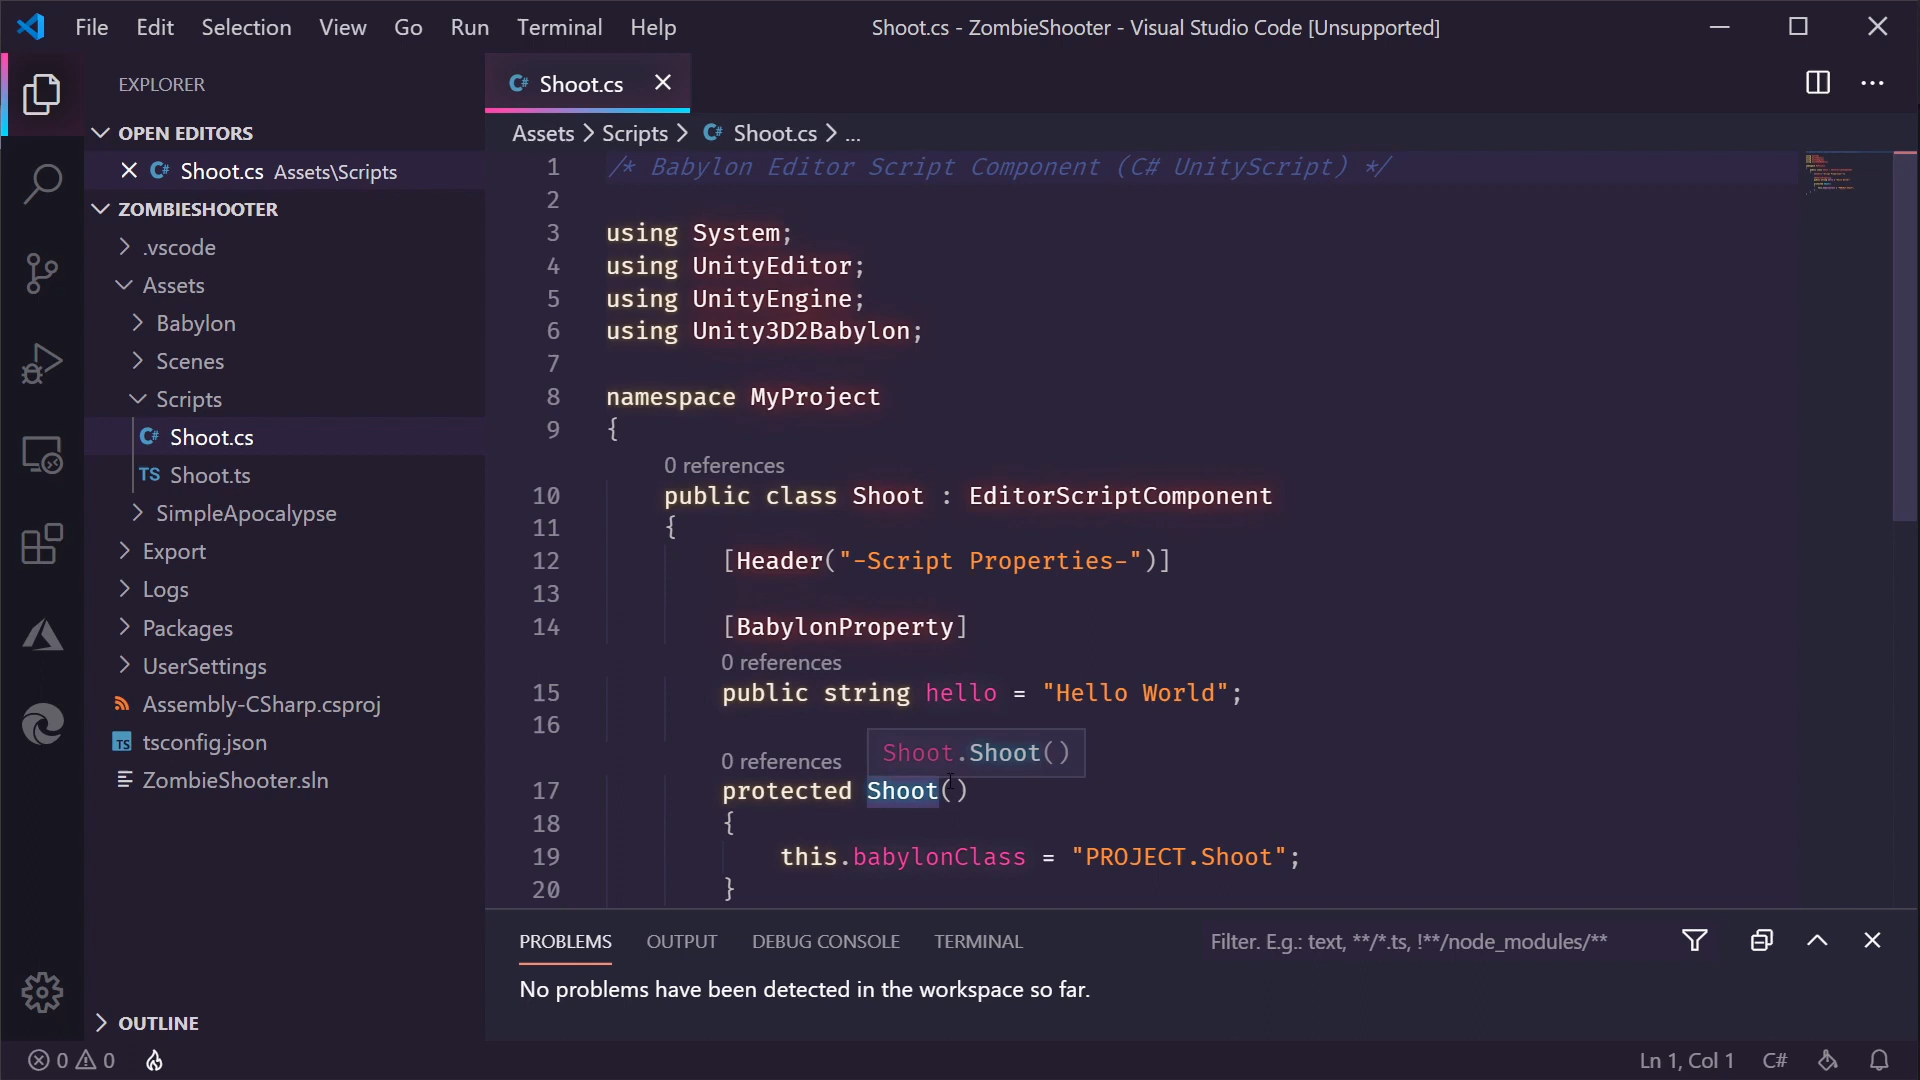 File Edit Selection View Go Run Terminal Help
Shoot.cs - ZombieShooter - Visual Studio Code [Unsupported]
EXPLORER
OPEN EDITORS
C# Shoot.cs Assets\Scripts
ZOMBIESHOOTER
.vscode
Assets
Babylon
Scenes
Scripts
C# Shoot.cs
TS Shoot.ts
SimpleApocalypse
Export
Logs
Packages
UserSettings
Assembly-CSharp.csproj
TS tsconfig.json
ZombieShooter.sln
OUTLINE
C# Shoot.cs
Assets > Scripts > C# Shoot.cs > ...
1 /* Babylon Editor Script Component (C# UnityScript) */
2
3 using System;
4 using UnityEditor;
5 using UnityEngine;
6 using Unity3D2Babylon;
7
8 namespace MyProject
9 {
0 references
10 public class Shoot : EditorScriptComponent
11 {
12 [Header("-Script Properties-")]
13
14 [BabylonProperty]
0 references
15 public string hello = "Hello World";
16
Shoot.Shoot()
0 references
17 protected Shoot()
18 {
19 this.babylonClass = "PROJECT.Shoot";
20 }
PROBLEMS OUTPUT DEBUG CONSOLE TERMINAL
Filter. E.g.: text, **/*.ts, !**/node_modules/**
No problems have been detected in the workspace so far.
0 0
Ln 1, Col 1 C#